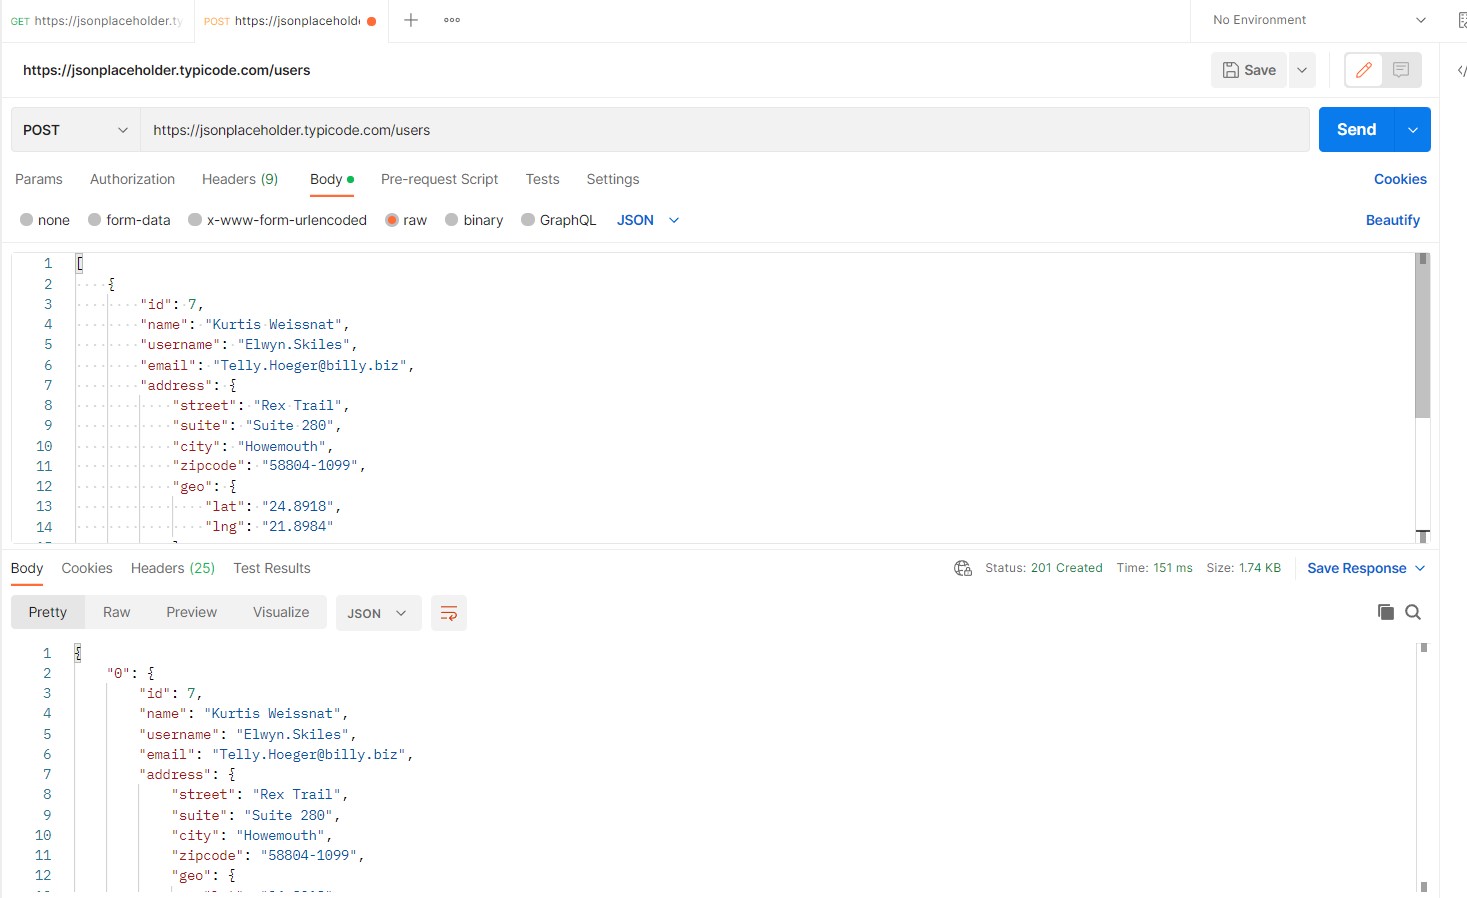 GET https://jsonplaceholder.ty POST https://jsonplacehold No Environment
https://jsonplaceholder.typicode.com/users Save
POST https://jsonplaceholder.typicode.com/users Send
Params Authorization Headers (9) Body Pre-request Script Tests Settings Cookies
none form-data x-www-form-urlencoded raw binary GraphQL JSON Beautify
1 [
2 {
3 "id": 7,
4 "name": "Kurtis Weissnat",
5 "username": "Elwyn.Skiles",
6 "email": "Telly.Hoeger@billy.biz",
7 "address": {
8 "street": "Rex Trail",
9 "suite": "Suite 280",
10 "city": "Howemouth",
11 "zipcode": "58804-1099",
12 "geo": {
13 "lat": "24.8918",
14 "lng": "21.8984"
Body Cookies Headers (25) Test Results Status: 201 Created Time: 151 ms Size: 1.74 KB Save Response
Pretty Raw Preview Visualize JSON
1 {
2 "0": {
3 "id": 7,
4 "name": "Kurtis Weissnat",
5 "username": "Elwyn.Skiles",
6 "email": "Telly.Hoeger@billy.biz",
7 "address": {
8 "street": "Rex Trail",
9 "suite": "Suite 280",
10 "city": "Howemouth",
11 "zipcode": "58804-1099",
12 "geo": {